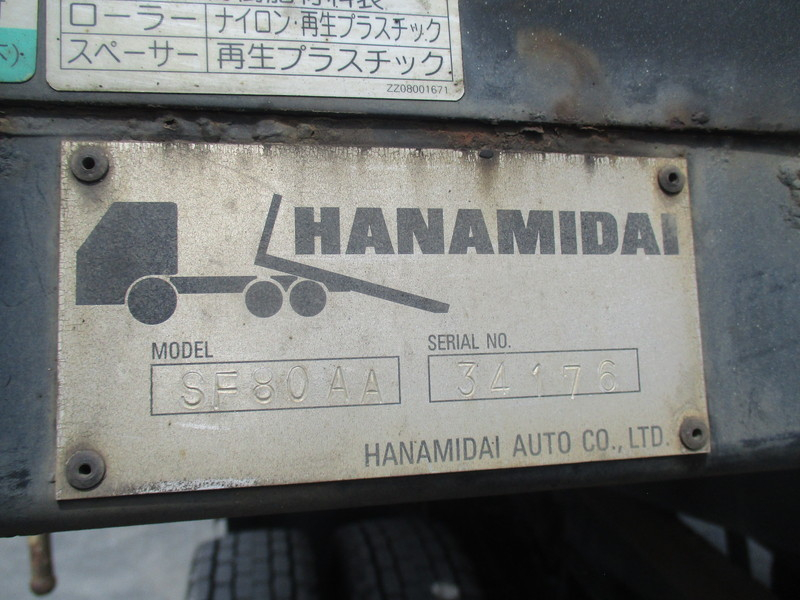 ローラー ナイロン・再生プラスチック
スペーサー 再生プラスチック
ZZ08001671
HANAMIDAI
MODEL
SERIAL NO.
SF80AA
34176
HANAMIDAI AUTO CO., LTD.